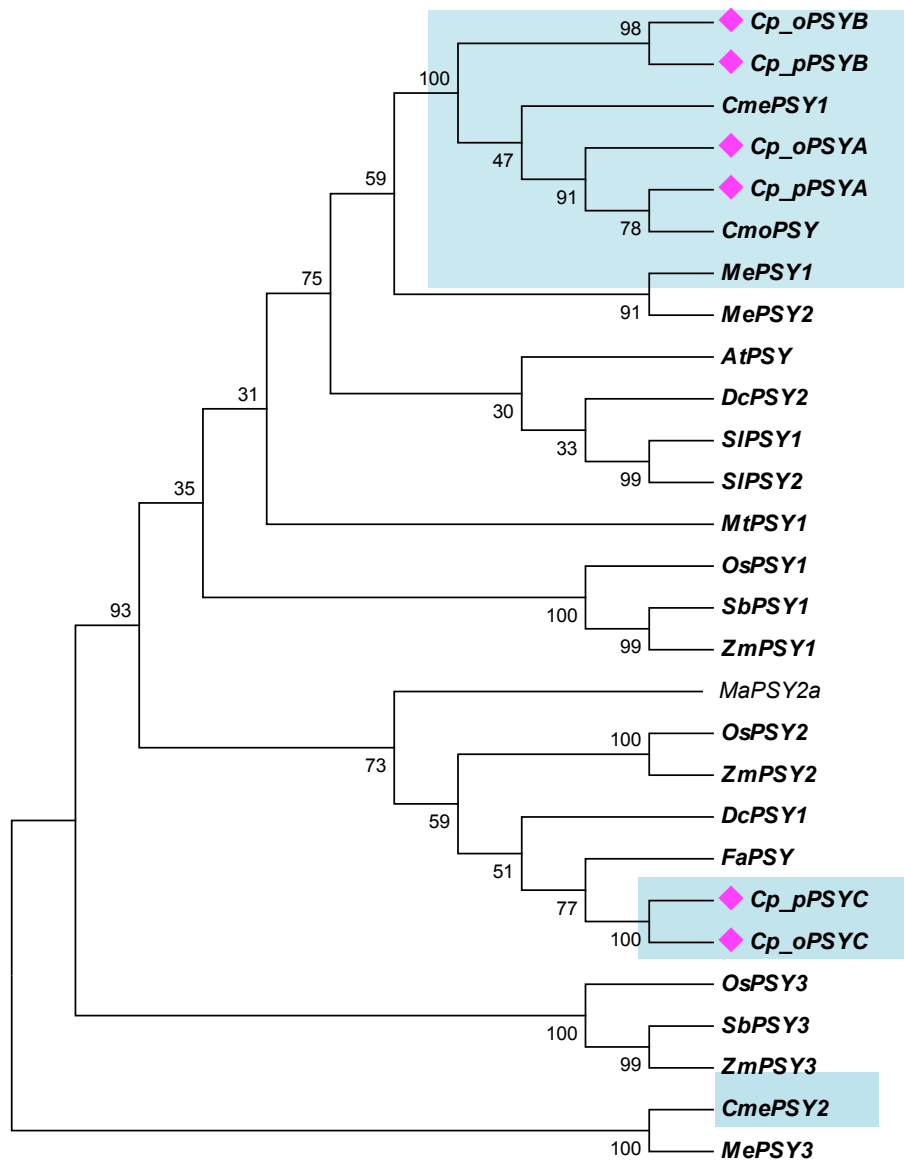 98
Cp_oPSYB
Cp_pPSYB
100
CmePSY1
47
Cp_oPSYA
59
91
Cp_pPSYA
78
CmoPSY
75
MePSY1
91
MePSY2
AtPSY
30
DcPSY2
31
33
SlPSY1
99
SlPSY2
35
MtPSY1
OsPSY1
100
SbPSY1
93
99
ZmPSY1
MaPSY2a
73
OsPSY2
100
ZmPSY2
59
DcPSY1
51
FaPSY
77
Cp_pPSYC
100
Cp_oPSYC
OsPSY3
100
SbPSY3
99
ZmPSY3
CmePSY2
100
MePSY3